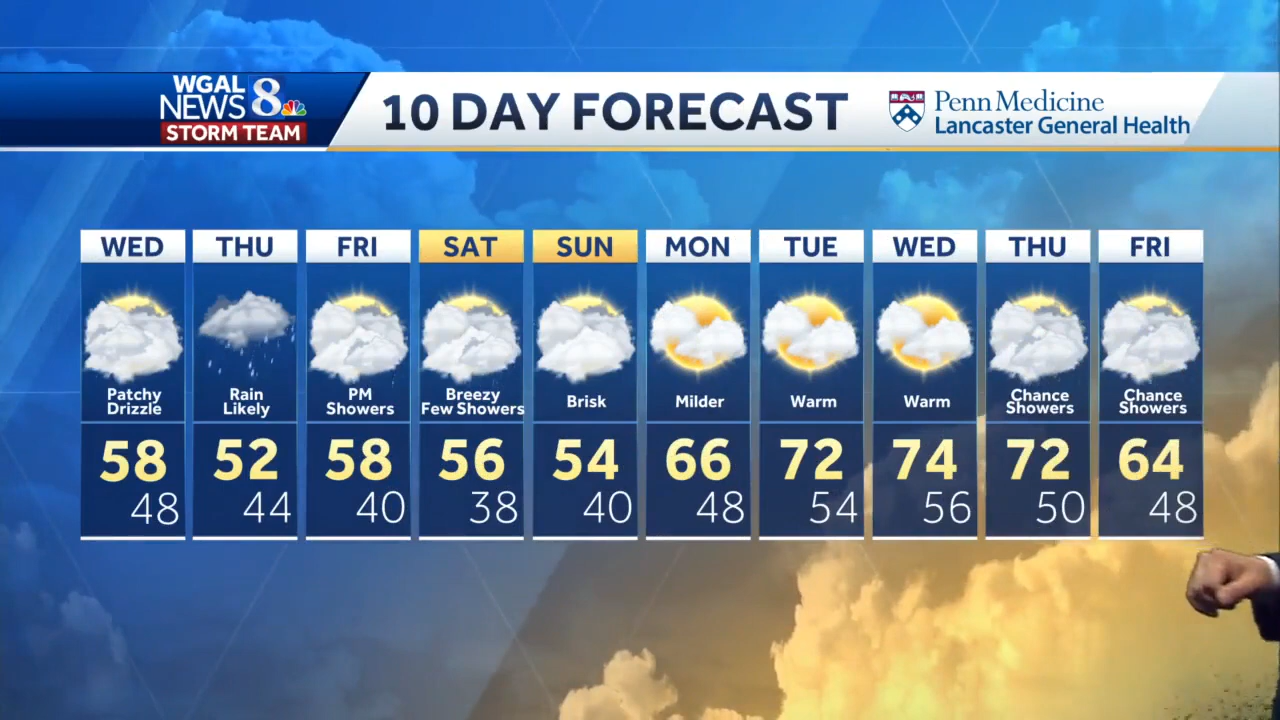 WGAL
NEWS 8
STORM TEAM
10 DAY FORECAST
Penn Medicine
Lancaster General Health
WED THU FRI SAT SUN MON TUE WED THU FRI
Patchy Drizzle
Rain Likely
PM Showers
Breezy Few Showers
Brisk
Milder
Warm
Warm
Chance Showers
Chance Showers
58 52 58 56 54 66 72 74 72 64
48 44 40 38 40 48 54 56 50 48